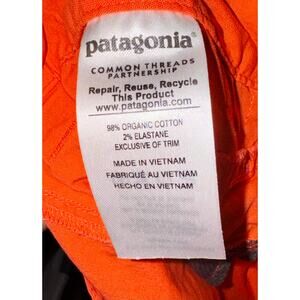 patagonia®
COMMON THREADS
PARTNERSHIP
Repair, Reuse, Recycle
This Product
www.patagonia.com
98% ORGANIC COTTON
2% ELASTANE
EXCLUSIVE OF TRIM
MADE IN VIETNAM
FABRIQUÉ AU VIETNAM
HECHO EN VIETNAM